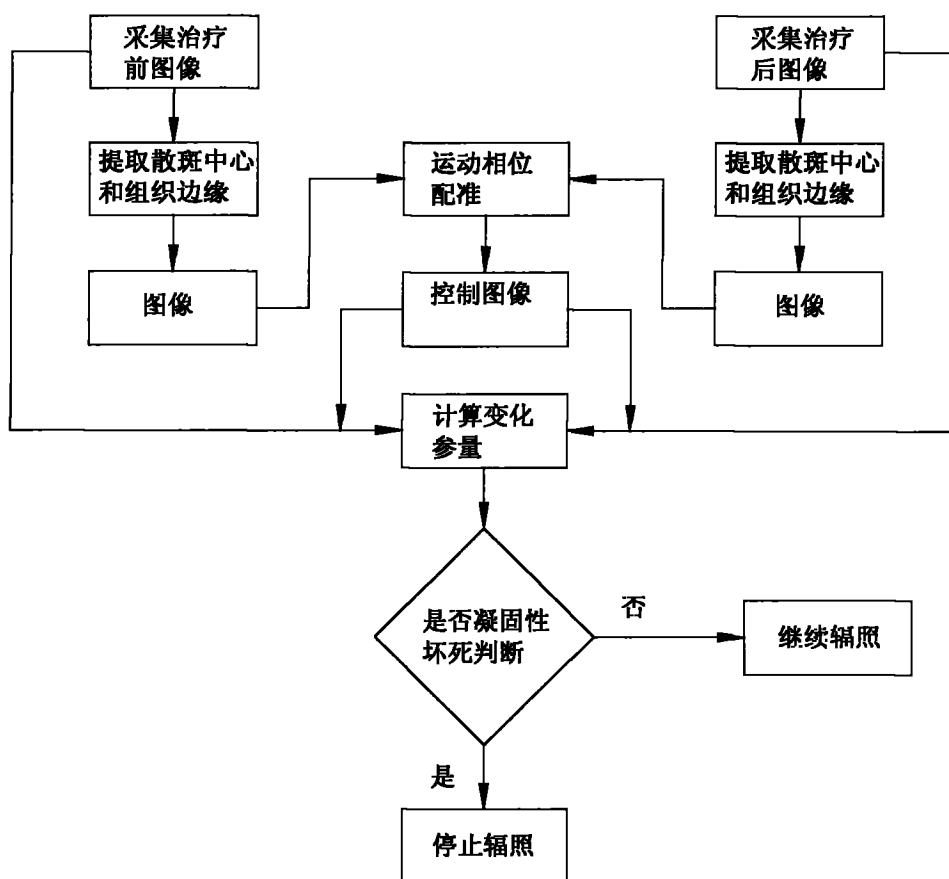 采集治疗
前图像
采集治疗
后图像
提取散斑中心
和组织边缘
运动相位
配准
提取散斑中心
和组织边缘
图像
控制图像
图像
计算变化
参量
是否凝固性
坏死判断
否
继续辐照
是
停止辐照